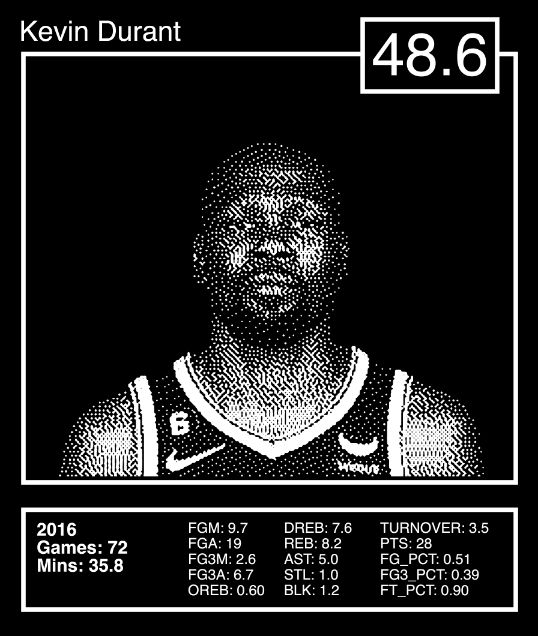 Kevin Durant
48.6
6
2016
Games: 72
Mins: 35.8
FGM: 9.7
FGA: 19
FG3M: 2.6
FG3A: 6.7
OREB: 0.60
DREB: 7.6
REB: 8.2
AST: 5.0
STL: 1.0
BLK: 1.2
TURNOVER: 3.5
PTS: 28
FG_PCT: 0.51
FG3_PCT: 0.39
FT_PCT: 0.90